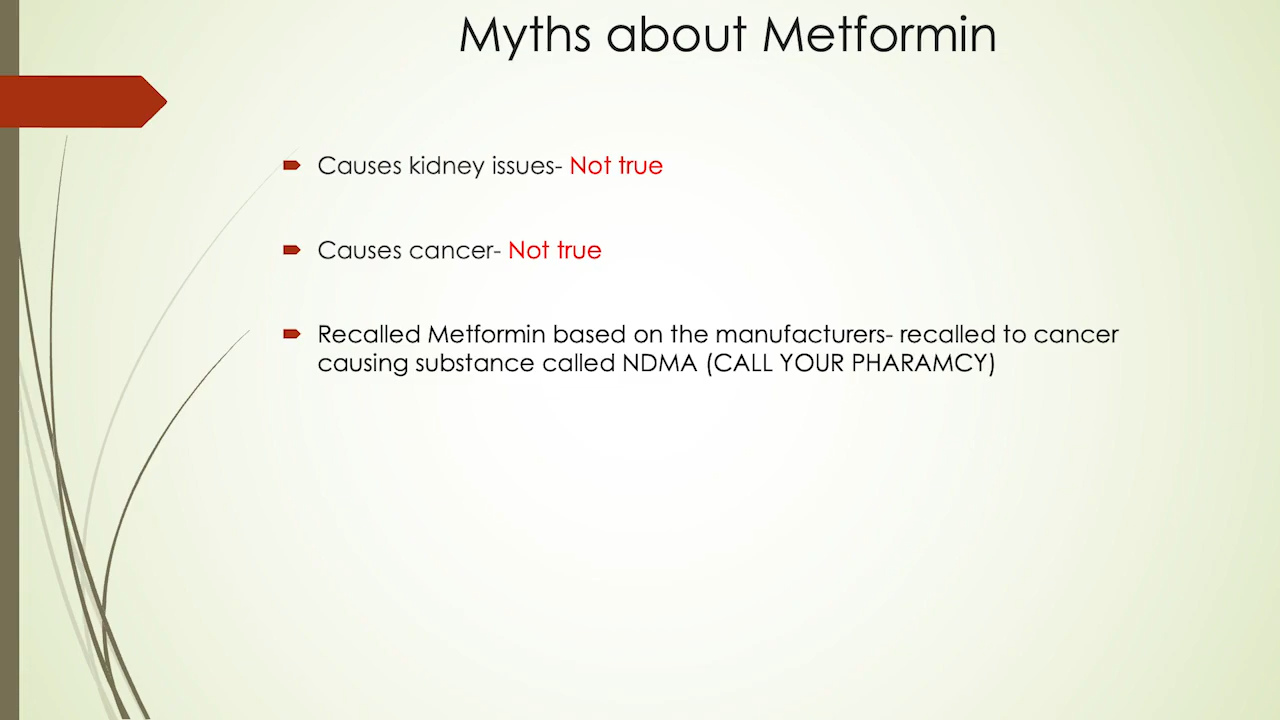 Myths about Metformin
Causes kidney issues- Not true
Causes cancer- Not true
Recalled Metformin based on the manufacturers- recalled to cancer
causing substance called NDMA (CALL YOUR PHARAMCY)